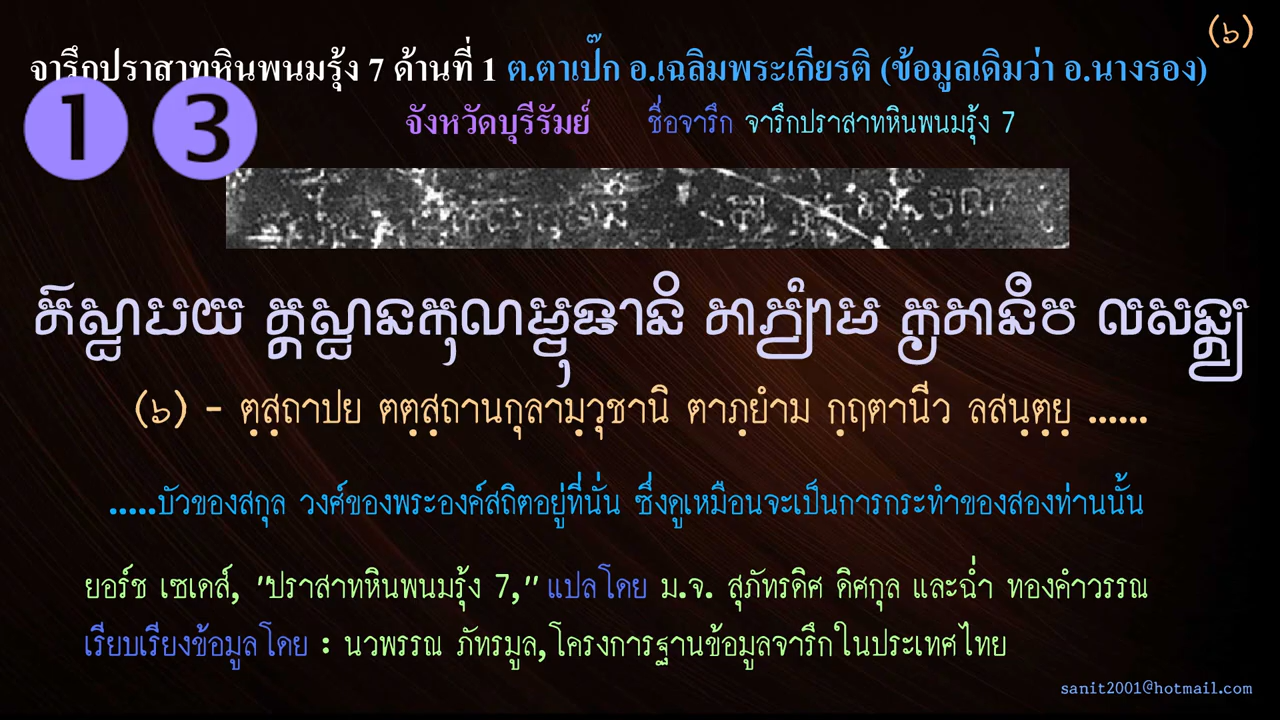 (๖)
จารึกปราสาทหินพนมรุ้ง 7 ด้านที่ 1 ต.ตาเป๊ก อ.เฉลิมพระเกียรติ (ข้อมูลเดิมว่า อ.นางรอง)
1 3
จังหวัดบุรีรัมย์ ชื่อจารึก จารึกปราสาทหินพนมรุ้ง 7
(๖) - ตฺสฺถาปย ตตฺสฺถานกุลามฺวุชานิ ตาภฺยำม กฺฤตานีว ลสนฺตฺยฺ ......
.....บัวของสกุล วงศ์ของพระองค์สถิตอยู่ที่นั่น ซึ่งดูเหมือนจะเป็นการกระทำของสองท่านนั้น
ยอร์ช เซเดส์, "ปราสาทหินพนมรุ้ง 7," แปลโดย ม.จ. สุภัทรดิศ ดิศกุล และฉ่ำ ทองคำวรรณ
เรียบเรียงข้อมูลโดย : นวพรรณ ภัทรมูล, โครงการฐานข้อมูลจารึกในประเทศไทย
sanit2001@hotmail.com